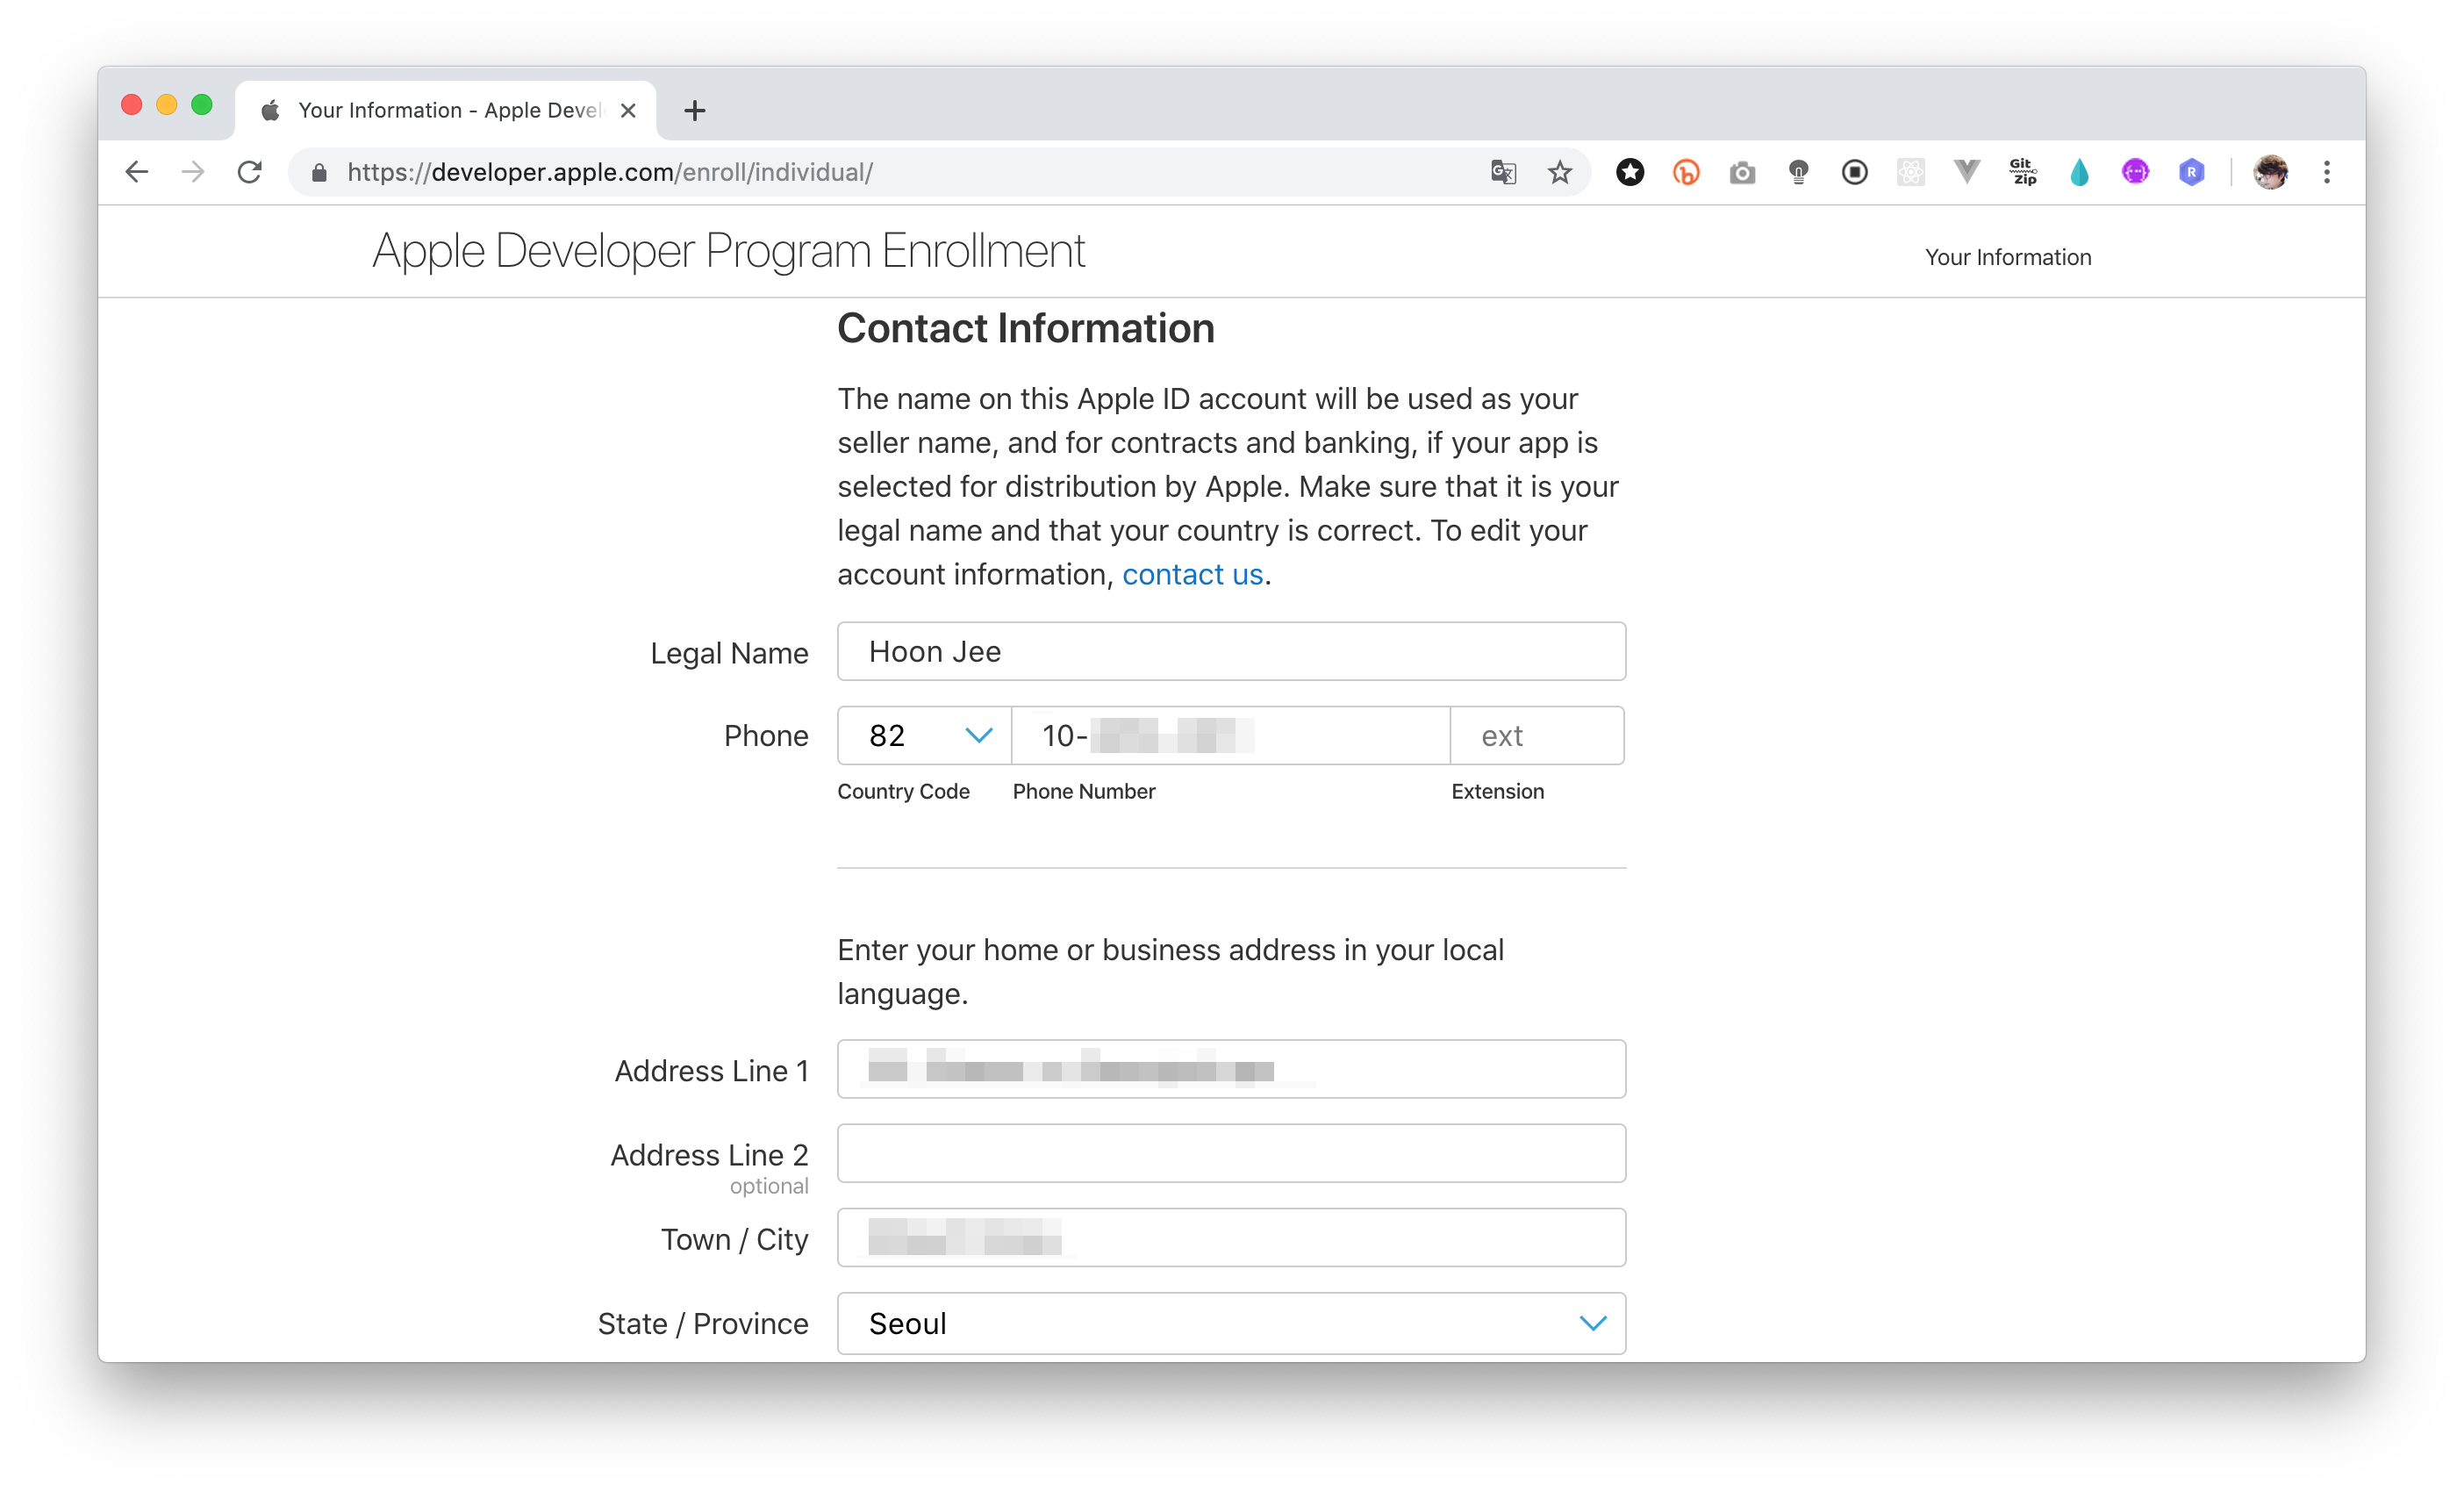 Your Information - Apple Devel
https://developer.apple.com/enroll/individual/
Git
Zip
R
Apple Developer Program Enrollment
Your Information
Contact Information
The name on this Apple ID account will be used as your
seller name, and for contracts and banking, if your app is
selected for distribution by Apple. Make sure that it is your
legal name and that your country is correct. To edit your
account information, contact us.
Legal Name
Hoon Jee
Phone
82
10-
ext
Country Code
Phone Number
Extension
Enter your home or business address in your local
language.
Address Line 1
Address Line 2
optional
Town / City
State / Province
Seoul